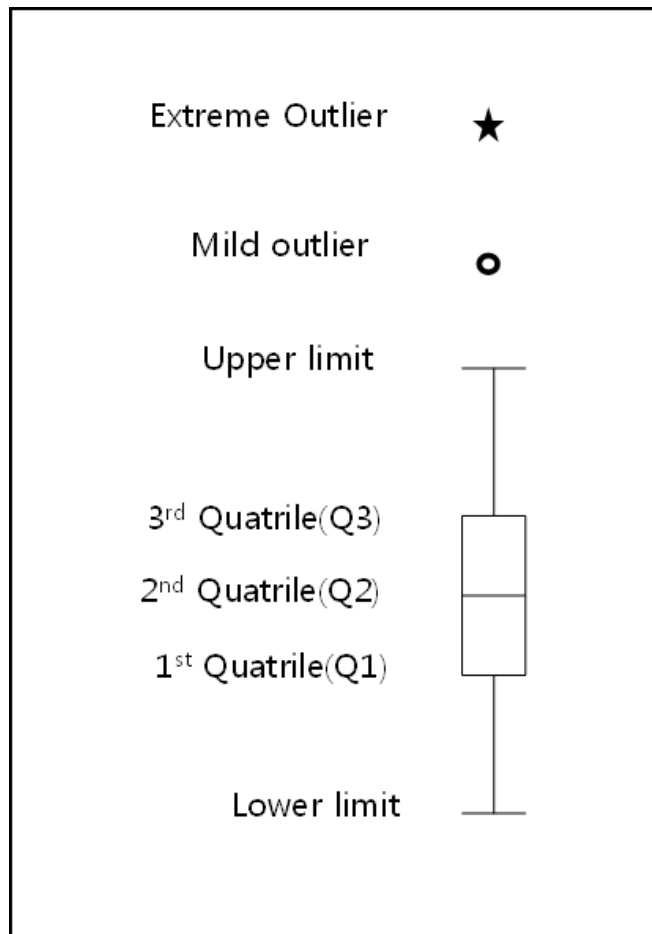 Extreme Outlier
Mild outlier
Upper limit
3rd Quatrile(Q3)
2nd Quatrile(Q2)
1st Quatrile(Q1)
Lower limit